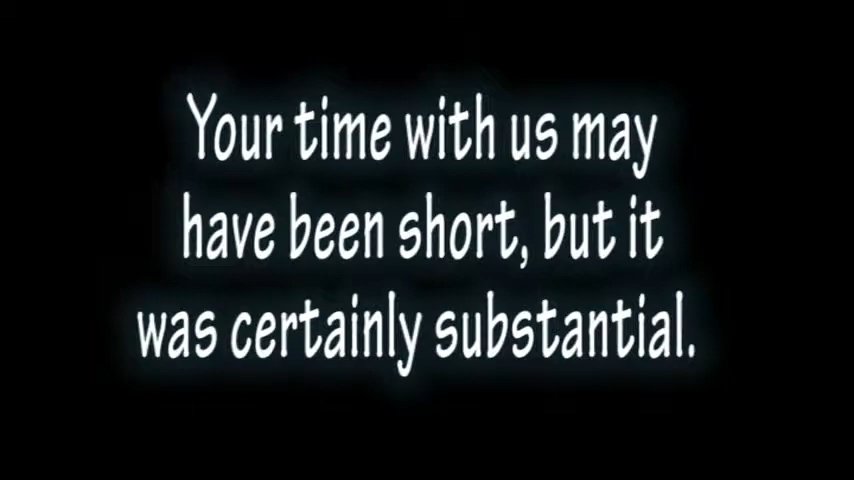 Your time with us may
have been short, but it
was certainly substantial.